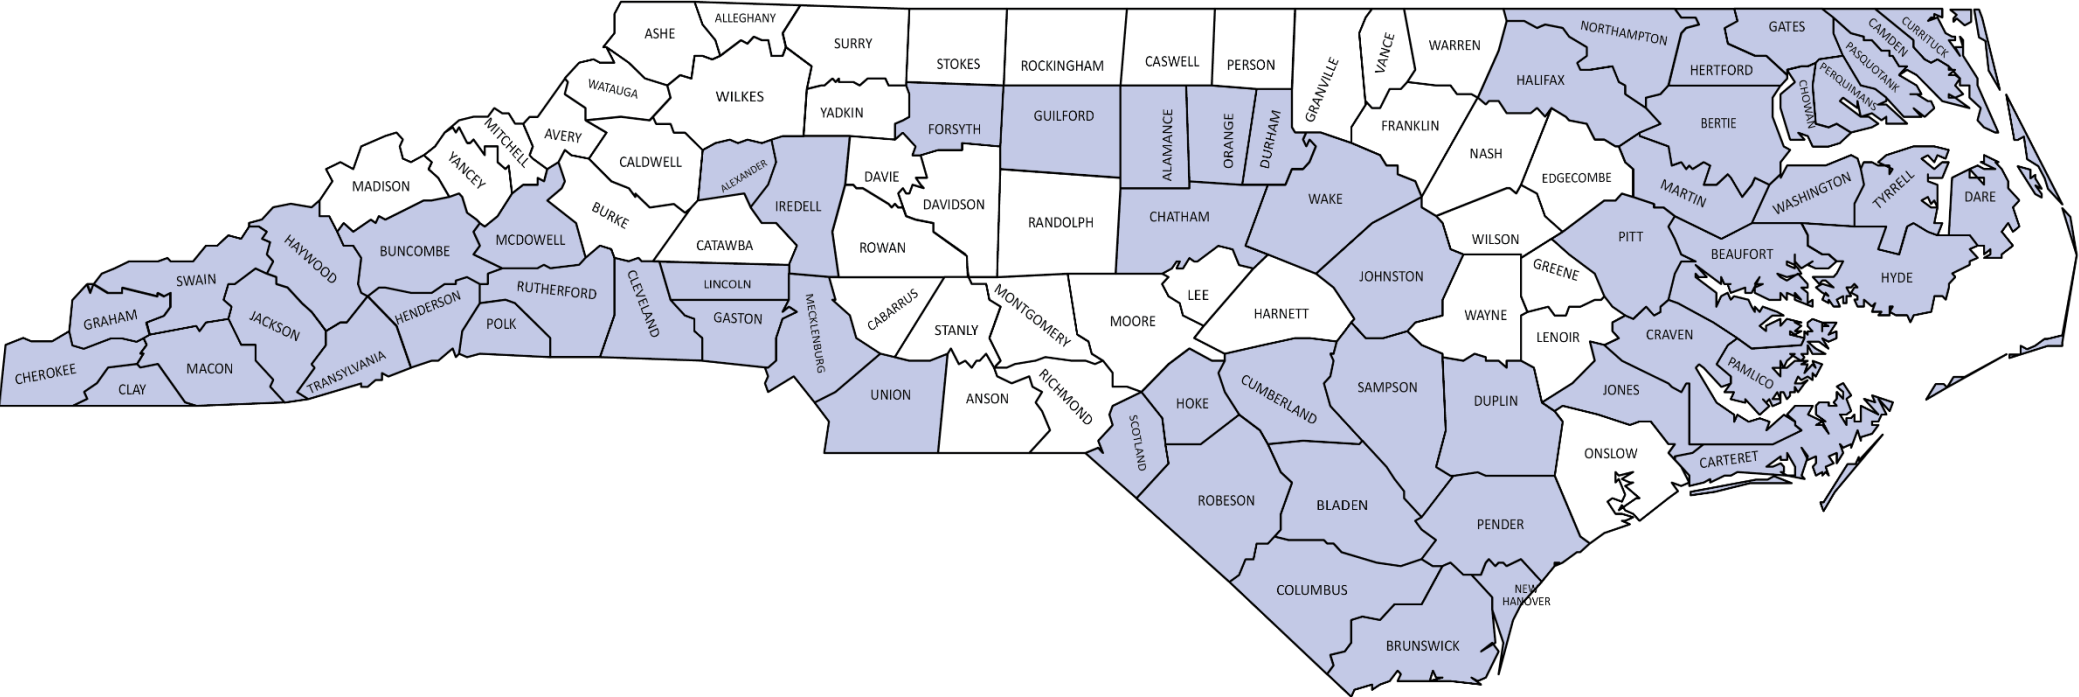 ASHE
ALLEGHANY
SURRY
STOKES
ROCKINGHAM
CASWELL
PERSON
GRANVILLE
VANCE
WARREN
NORTHAMPTON
GATES
CAMDEN
CURRITUCK
PASQUOTANK
PERQUIMANS
CHOWAN
HERTFORD
HALIFAX
WATAUGA
WILKES
YADKIN
FORSYTH
GUILFORD
ALAMANCE
ORANGE
DURHAM
FRANKLIN
NASH
EDGECOMBE
BERTIE
MITCHELL
AVERY
CALDWELL
ALEXANDER
IREDELL
DAVIE
DAVIDSON
RANDOLPH
CHATHAM
WAKE
MARTIN
WASHINGTON
TYRRELL
DARE
MADISON
YANCEY
BURKE
CATAWBA
ROWAN
JOHNSTON
WILSON
GREENE
PITT
BEAUFORT
HYDE
HAYWOOD
BUNCOMBE
MCDOWELL
SWAIN
GRAHAM
JACKSON
HENDERSON
RUTHERFORD
POLK
CLEVELAND
LINCOLN
GASTON
MECKLENBURG
CABARRUS
STANLY
MONTGOMERY
MOORE
LEE
HARNETT
WAYNE
LENOIR
CRAVEN
PAMLICO
CHEROKEE
CLAY
MACON
TRANSYLVANIA
UNION
ANSON
RICHMOND
SCOTLAND
HOKE
CUMBERLAND
SAMPSON
DUPLIN
JONES
ONSLOW
CARTERET
ROBESON
BLADEN
PENDER
COLUMBUS
NEW
HANOVER
BRUNSWICK